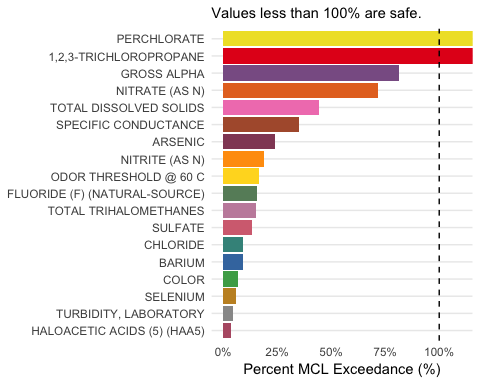 Values less than 100% are safe.
PERCHLORATE
1,2,3-TRICHLOROPROPANE
GROSS ALPHA
NITRATE (AS N)
TOTAL DISSOLVED SOLIDS
SPECIFIC CONDUCTANCE
ARSENIC
NITRITE (AS N)
ODOR THRESHOLD @ 60 C
FLUORIDE (F) (NATURAL-SOURCE)
TOTAL TRIHALOMETHANES
SULFATE
CHLORIDE
BARIUM
COLOR
SELENIUM
TURBIDITY, LABORATORY
HALOACETIC ACIDS (5) (HAA5)
0% 25% 50% 75% 100%
Percent MCL Exceedance (%)